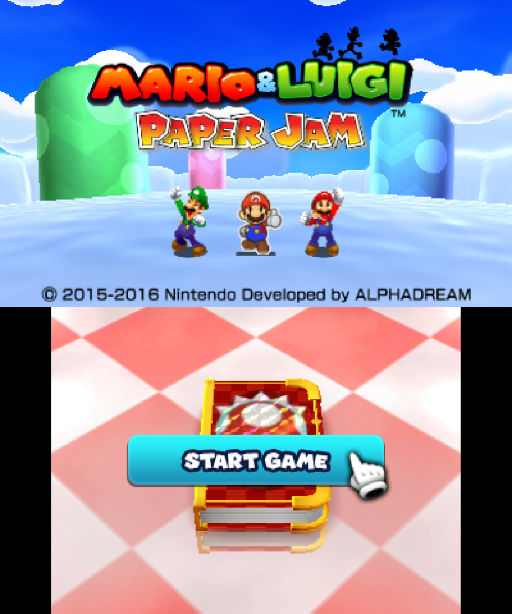 MARIO & LUIGI
PAPER JAM
TM
© 2015-2016 Nintendo Developed by ALPHADREAM
START GAME